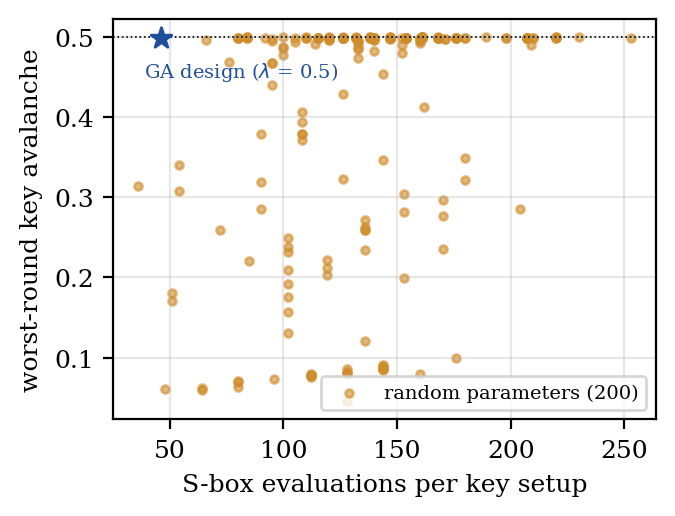 worst-round key avalanche
0.5
0.4
0.3
0.2
0.1
GA design (λ = 0.5)
random parameters (200)
50 100 150 200 250
S-box evaluations per key setup